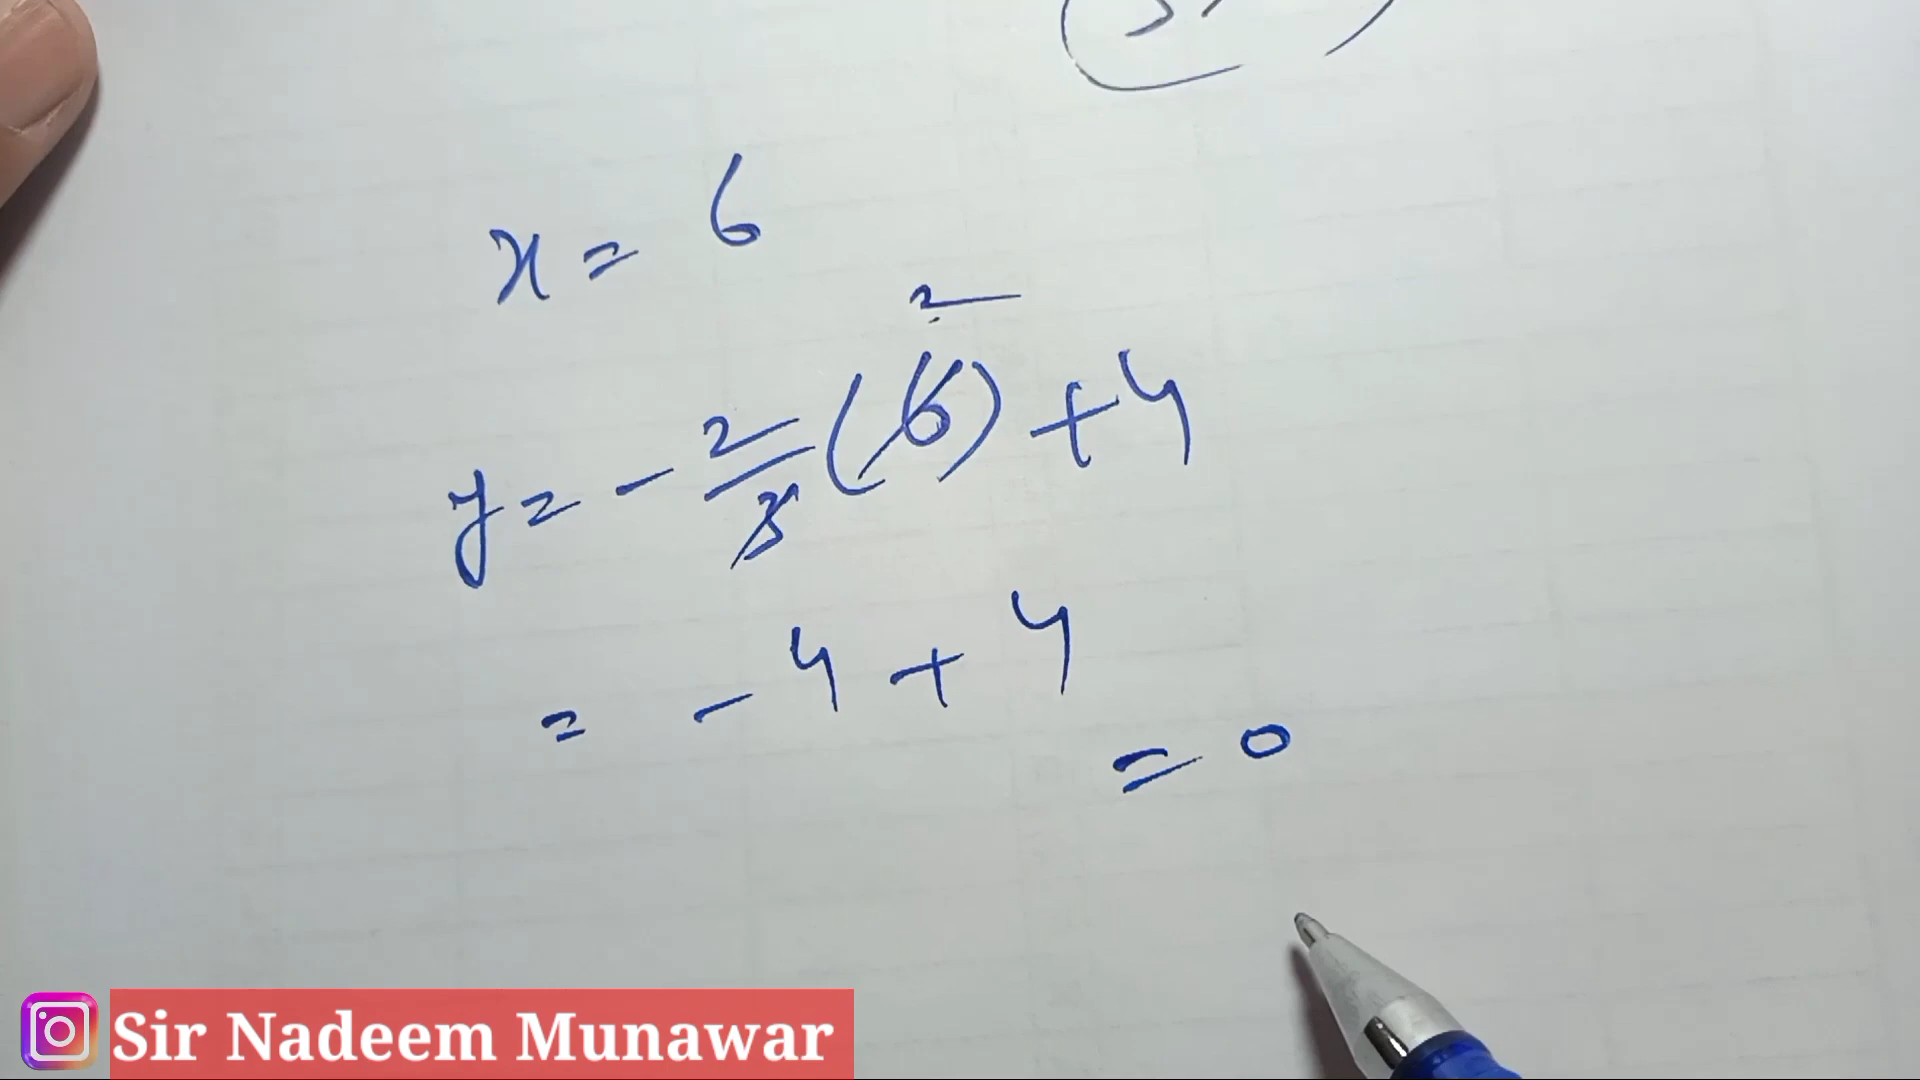 x = 6
2
y = - 2/3 (6) + 4
= - 4 + 4
= 0
Sir Nadeem Munawar